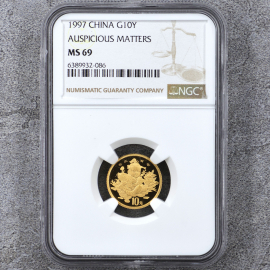 1997 CHINA G10Y
AUSPICIOUS MATTERS
MS 69
6389932-086
NUMISMATIC GUARANTY COMPANY
NGC
10元